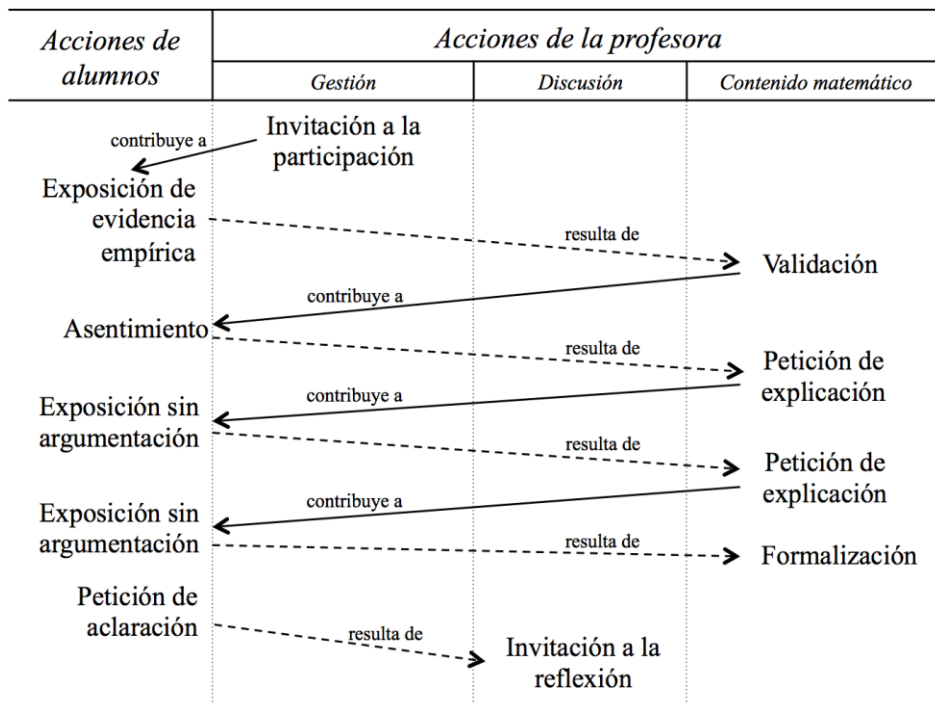 Acciones de
alumnos
Acciones de la profesora
Gestión
Discusión
Contenido matemático
contribuye a
Invitación a la
participación
Exposición de
evidencia
empírica
resulta de
Validación
contribuye a
Asentimiento
resulta de
Petición de
explicación
contribuye a
Exposición sin
argumentación
resulta de
Petición de
explicación
contribuye a
Exposición sin
argumentación
resulta de
Formalización
Petición de
aclaración
resulta de
Invitación a la
reflexión